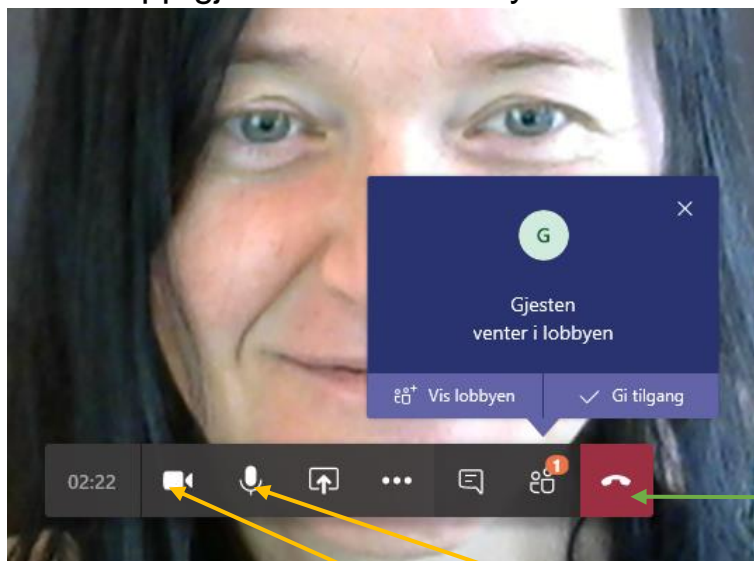 G
Gjesten
venter i lobbyen
Vis lobbyen
Gi tilgang
02:22
1